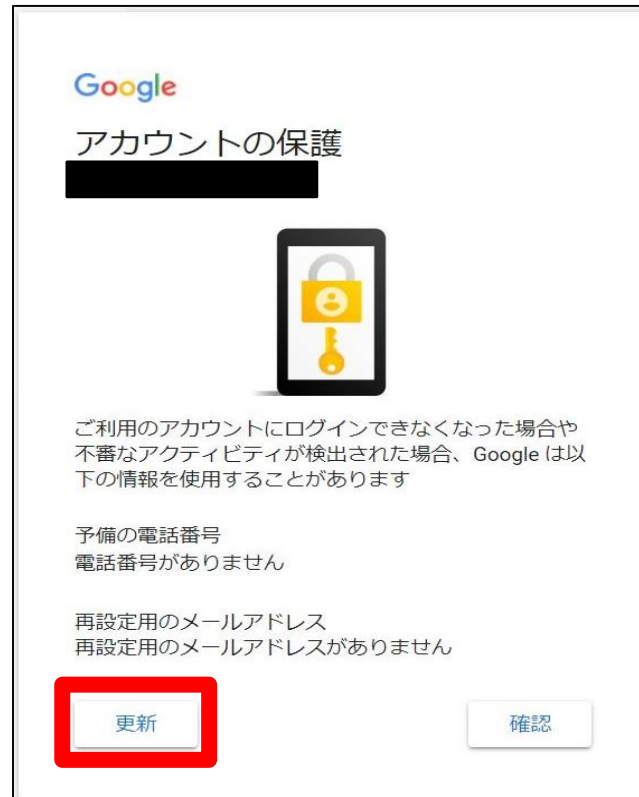 Google
アカウントの保護
ご利用のアカウントにログインできなくなった場合や
不審なアクティビティが検出された場合、Google は以
下の情報を使用することがあります
予備の電話番号
電話番号がありません
再設定用のメールアドレス
再設定用のメールアドレスがありません
更新
確認